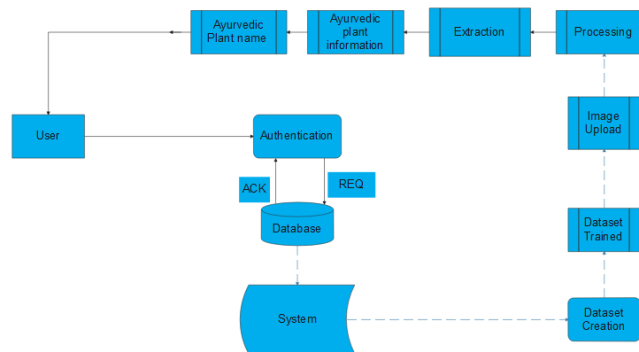 Ayurvedic
Plant name
Ayurvedic
plant
information
Extraction
Processing
User
Authentication
Image
Upload
ACK
REQ
Database
Dataset
Trained
System
Dataset
Creation